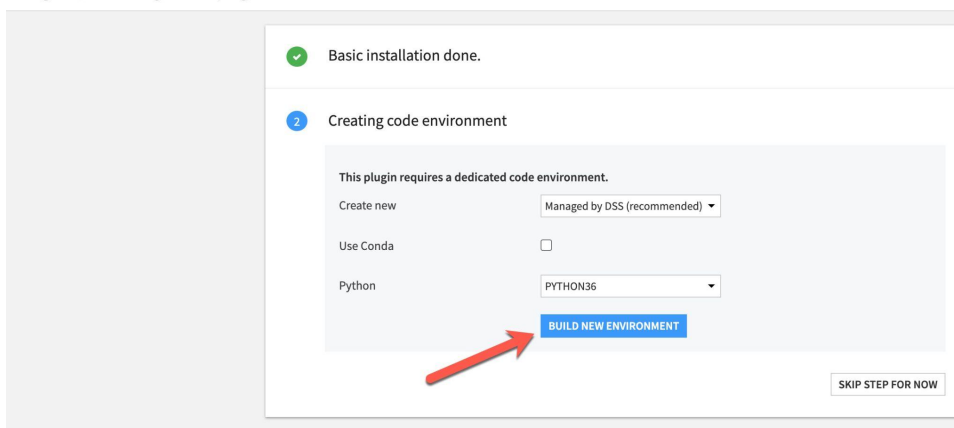 Basic installation done.
2
Creating code environment
This plugin requires a dedicated code environment.
Create new
Managed by DSS (recommended)
Use Conda
Python
PYTHON36
BUILD NEW ENVIRONMENT
SKIP STEP FOR NOW